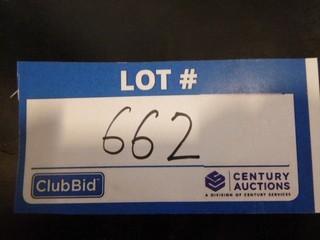 LOT #
662
ClubBid
CENTURY
AUCTIONS
A DIVISION OF CENTURY SERVICES